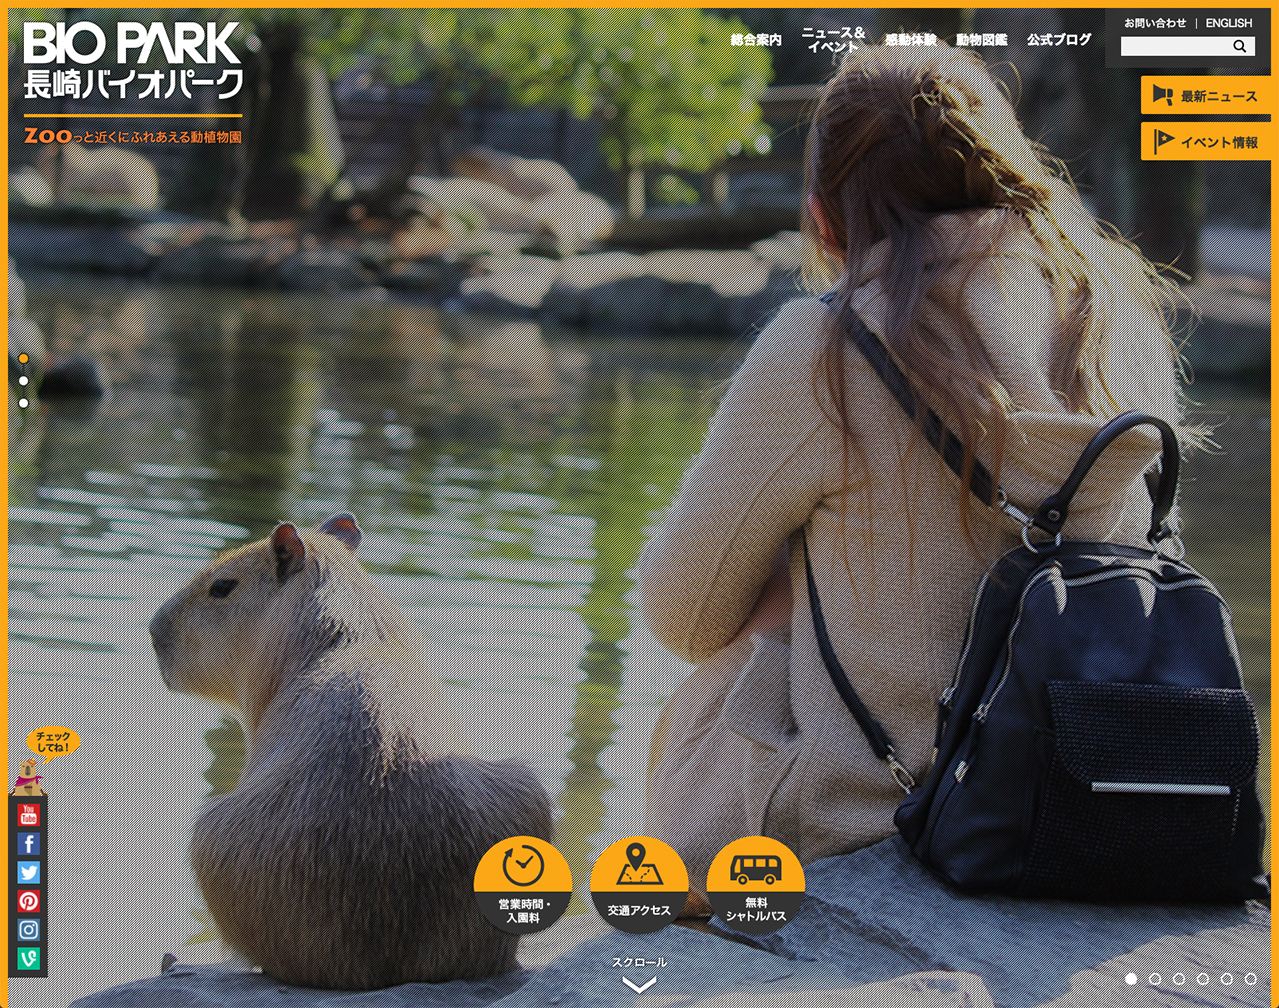 BIO PARK
長崎バイオパーク
Zooっと近くにふれあえる動植物園
総合案内
ニュース＆
イベント
感動体験
動物図鑑
公式ブログ
お問い合わせ | ENGLISH
最新ニュース
イベント情報
チェック
してね！
You
Tube
営業時間・
入園料
交通アクセス
無料
シャトルバス
スクロール